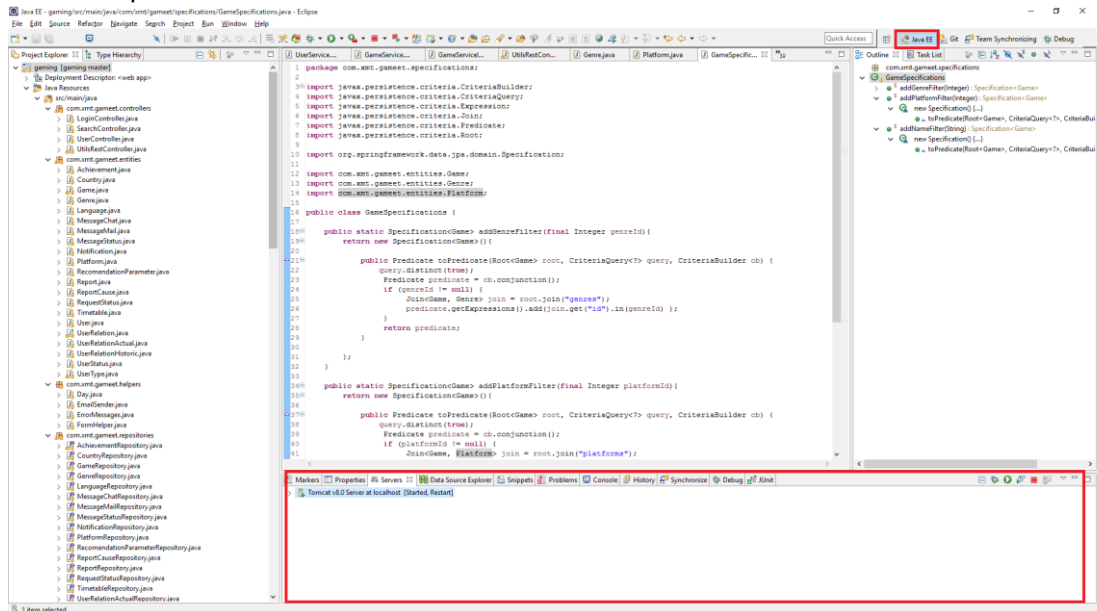 Java EE - gaming/src/main/java/com/xmt/gameet/specifications/GameSpecifications.java - Eclipse
File Edit Source Refactor Navigate Search Project Run Window Help
Quick Access
Java EE
Git
Team Synchronizing
Debug
Project Explorer
Type Hierarchy
gaming [gaming master]
Deployment Descriptor: <web app>
Java Resources
src/main/java
com.xmt.gameet.controllers
LoginController.java
SearchController.java
UserController.java
UtilsRestController.java
com.xmt.gameet.entities
Achievement.java
Country.java
Game.java
Genre.java
Language.java
MessageChat.java
MessageMail.java
MessageStatus.java
Notification.java
Platform.java
RecomendationParameter.java
Report.java
ReportCause.java
RequestStatus.java
Timetable.java
User.java
UserRelation.java
UserRelationActual.java
UserRelationHistoric.java
UserStatus.java
UserType.java
com.xmt.gameet.helpers
Day.java
EmailSender.java
ErrorMessages.java
FormHelper.java
com.xmt.gameet.repositories
AchievementRepository.java
CountryRepository.java
GameRepository.java
GenreRepository.java
LanguageRepository.java
MessageChatRepository.java
MessageMailRepository.java
MessageStatusRepository.java
NotificationRepository.java
PlatformRepository.java
RecomendationParameterRepository.java
ReportCauseRepository.java
ReportRepository.java
RequestStatusRepository.java
TimetableRepository.java
UserRelationActualRepository.java
1 item selected
UserService.... GameService.... GameServiceI... UtilsRestCon... Genre.java Platform.java GameSpecific...
1 package com.xmt.gameet.specifications;
2
3 import javax.persistence.criteria.CriteriaBuilder;
4 import javax.persistence.criteria.CriteriaQuery;
5 import javax.persistence.criteria.Expression;
6 import javax.persistence.criteria.Join;
7 import javax.persistence.criteria.Predicate;
8 import javax.persistence.criteria.Root;
9
10 import org.springframework.data.jpa.domain.Specification;
11
12 import com.xmt.gameet.entities.Game;
13 import com.xmt.gameet.entities.Genre;
14 import com.xmt.gameet.entities.Platform;
15
16 public class GameSpecifications {
17
18 public static Specification<Game> addGenreFilter(final Integer genreId){
19 return new Specification<Game>(){
20
21 public Predicate toPredicate(Root<Game> root, CriteriaQuery<?> query, CriteriaBuilder cb) {
22 query.distinct(true);
23 Predicate predicate = cb.conjunction();
24 if (genreId != null) {
25 Join<Game, Genre> join = root.join("genres");
26 predicate.getExpressions().add(join.get("id").in(genreId) );
27 }
28 return predicate;
29 }
30
31 };
32 }
33
34 public static Specification<Game> addPlatformFilter(final Integer platformId){
35 return new Specification<Game>(){
36
37 public Predicate toPredicate(Root<Game> root, CriteriaQuery<?> query, CriteriaBuilder cb) {
38 query.distinct(true);
39 Predicate predicate = cb.conjunction();
40 if (platformId != null) {
41 Join<Game, Platform> join = root.join("platforms");
Outline
Task List
com.xmt.gameet.specifications
GameSpecifications
addGenreFilter(Integer) : Specification<Game>
addPlatformFilter(Integer) : Specification<Game>
new Specification() {...}
toPredicate(Root<Game>, CriteriaQuery<?>, CriteriaBui
addNameFilter(String) : Specification<Game>
new Specification() {...}
toPredicate(Root<Game>, CriteriaQuery<?>, CriteriaBui
Markers Properties Servers Data Source Explorer Snippets Problems Console History Synchronize Debug JUnit
Tomcat v8.0 Server at localhost [Started, Restart]